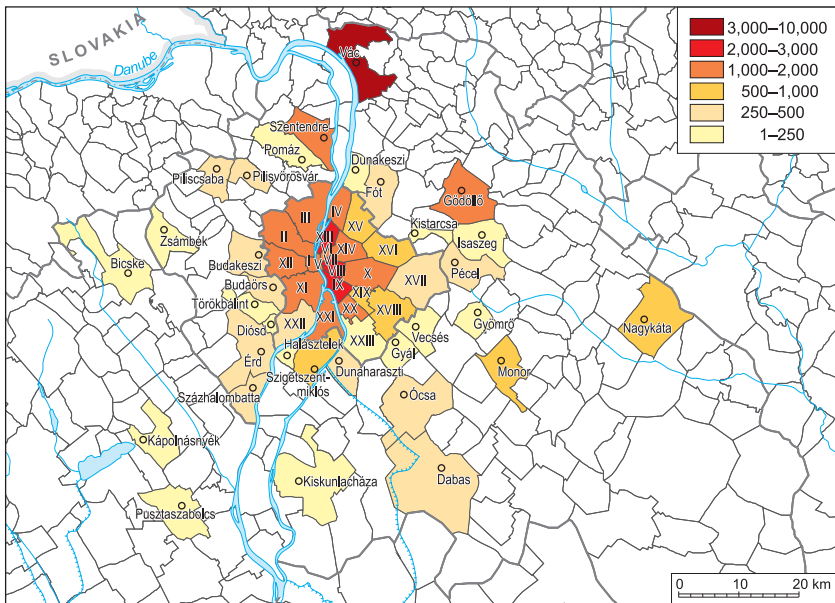 SLOVAKIA
Danube
3,000–10,000
2,000–3,000
1,000–2,000
500–1,000
250–500
1–250
Vác
Szentendre
Pomáz
Dunakeszi
Fót
Piliscsaba
Pilisvörösvár
Gödöllő
Kistarcsa
Isaszeg
Pécel
Zsámbék
Bicske
Budakeszi
Budaörs
Törökbálint
Diósd
Érd
Százhalombatta
Halásztelek
Szigetszent-
miklós
Dunaharaszti
Gyál
Vecsés
Gyömrő
Monor
Nagykáta
Ócsa
Dabas
Kiskunlacháza
Kápolnásnyék
Pusztaszabolcs
III
IV
XV
II
XIII
XIV
XVI
VI
VII
I
V
XII
VIII
X
XVII
IX
XI
XIX
XX
XVIII
XXI
XXII
XXIII
0 10 20 km